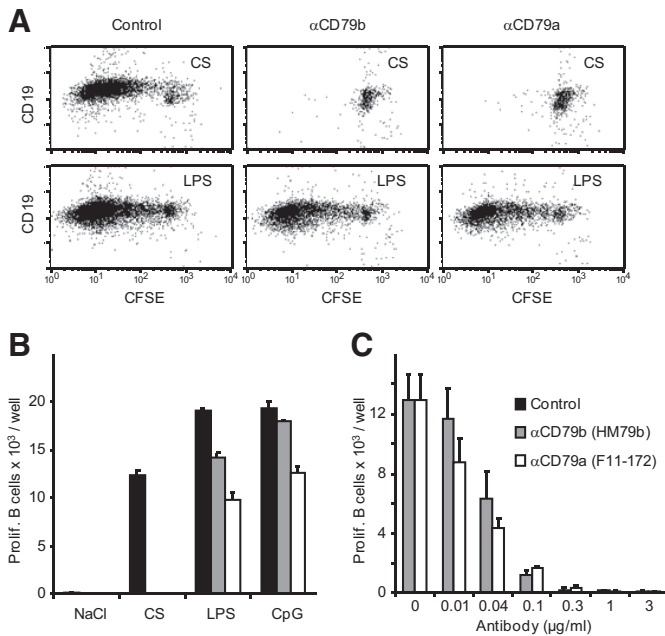 A
Control αCD79b αCD79a
CD19 CS CS CS
CD19 LPS LPS LPS
10⁰ 10¹ 10² 10³ 10⁴ 10⁰ 10¹ 10² 10³ 10⁴ 10⁰ 10¹ 10² 10³ 10⁴
CFSE CFSE CFSE
B
Prolif. B cells x 10³ / well
20
15
10
5
0
NaCl CS LPS CpG
C
Prolif. B cells x 10³ / well
12
8
4
0
Control
αCD79b (HM79b)
αCD79a (F11-172)
0 0.01 0.04 0.1 0.3 1 3
Antibody (µg/ml)